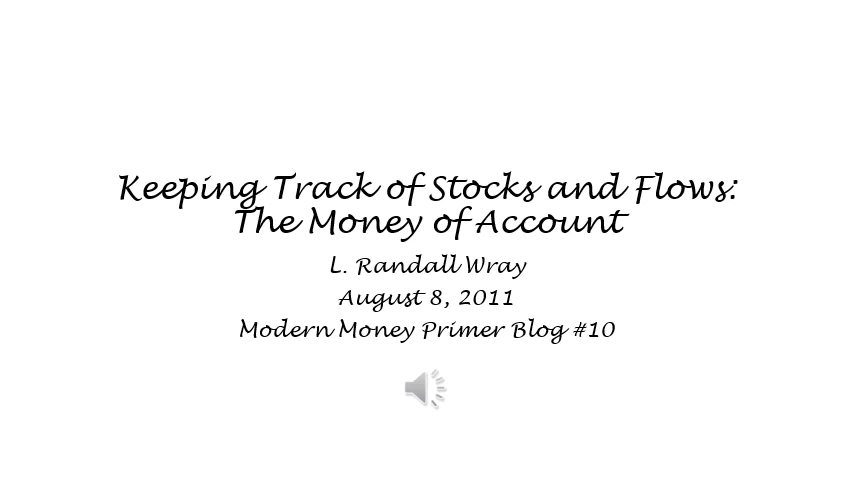 Keeping Track of Stocks and Flows:
The Money of Account
L. Randall Wray
August 8, 2011
Modern Money Primer Blog #10